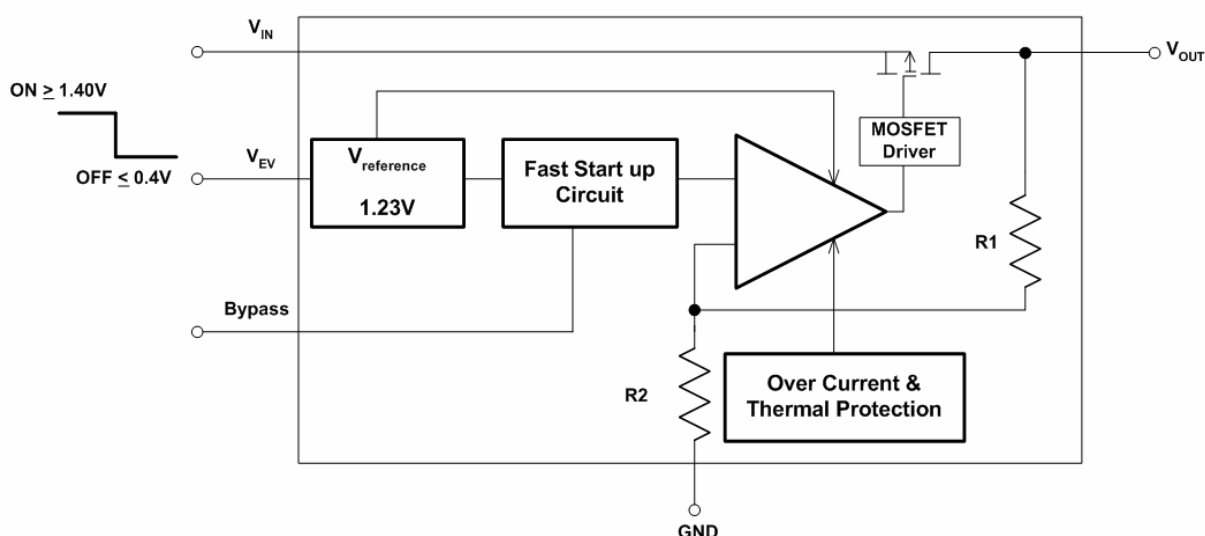 V_IN
V_OUT
ON ≥ 1.40V
OFF ≤ 0.4V
V_EV
V_reference
1.23V
Fast Start up
Circuit
MOSFET
Driver
R1
Bypass
R2
Over Current &
Thermal Protection
GND